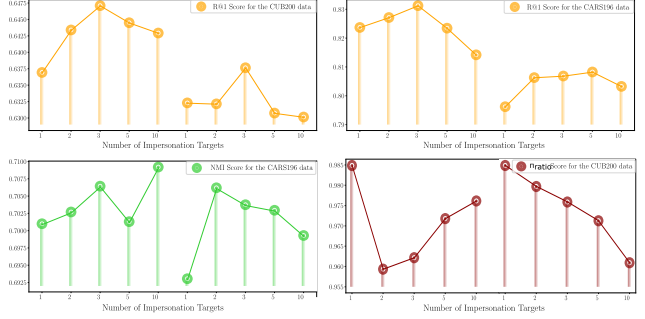 0.6475
0.6450
0.6425
0.6400
0.6375
0.6350
0.6325
0.6300
R@1 Score for the CUB200 data
1 2 3 5 10 1 2 3 5 10
Number of Impersonation Targets
0.83
0.82
0.81
0.80
0.79
R@1 Score for the CARS196 data
1 2 3 5 10 1 2 3 5 10
Number of Impersonation Targets
0.7100
0.7075
0.7050
0.7025
0.7000
0.6975
0.6950
0.6925
NMI Score for the CARS196 data
1 2 3 5 10 1 2 3 5 10
Number of Impersonation Targets
0.985
0.980
0.975
0.970
0.965
0.960
0.955
nratio Score for the CUB200 data
1 2 3 5 10 1 2 3 5 10
Number of Impersonation Targets